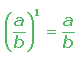 (a/b)¹ = a/b